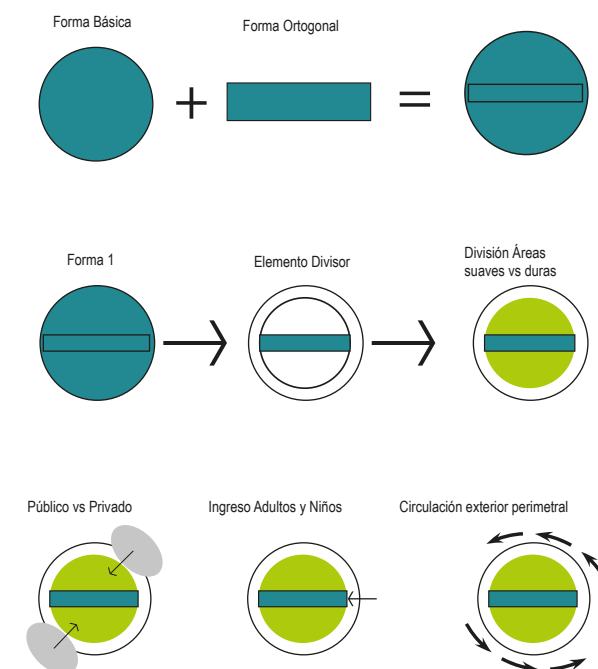 Forma Básica
Forma Ortogonal
Forma 1
Elemento Divisor
División Áreas
suaves vs duras
Público vs Privado
Ingreso Adultos y Niños
Circulación exterior perimetral